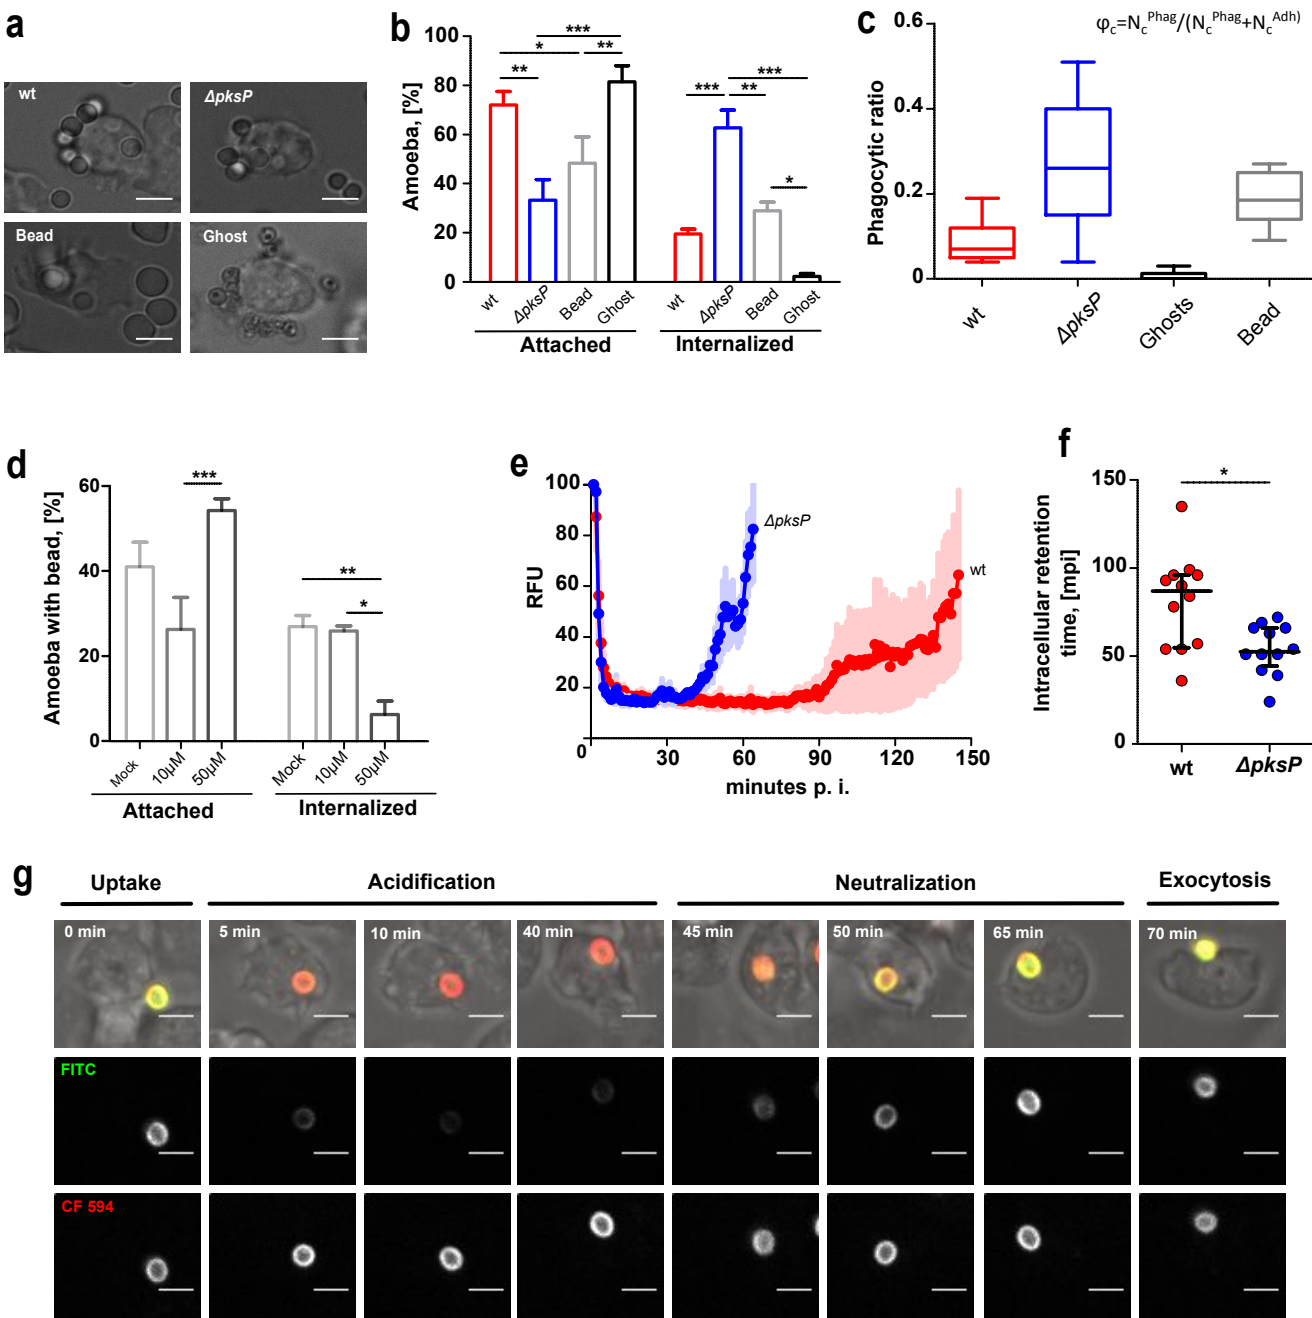 a
wt
ΔpksP
Bead
Ghost
b
Amoeba, [%]
100
80
60
40
20
0
***
*
**
**
***
***
**
*
wt
ΔpksP
Bead
Ghost
wt
ΔpksP
Bead
Ghost
Attached
Internalized
c
φc=NcPhag/(NcPhag+NcAdh)
Phagocytic ratio
0.6
0.4
0.2
0
wt
ΔpksP
Ghosts
Bead
d
Amoeba with bead, [%]
60
40
20
0
***
**
*
Mock
10µM
50µM
Mock
10µM
50µM
Attached
Internalized
e
RFU
100
80
60
40
20
0
30
60
90
120
150
ΔpksP
wt
minutes p. i.
f
Intracellular retention
time, [mpi]
150
100
50
0
*
wt
ΔpksP
g
Uptake
Acidification
Neutralization
Exocytosis
0 min
5 min
10 min
40 min
45 min
50 min
65 min
70 min
FITC
CF 594